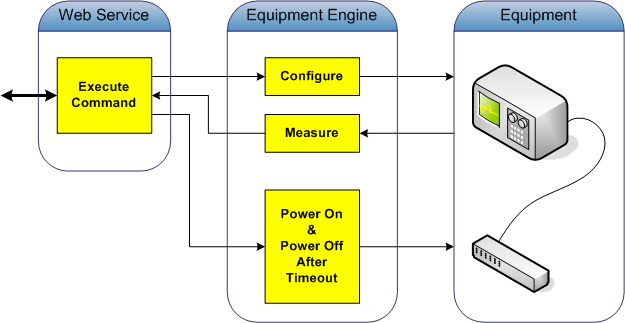 Web Service
Equipment Engine
Equipment
Execute
Command
Configure
Measure
Power On
&
Power Off
After
Timeout